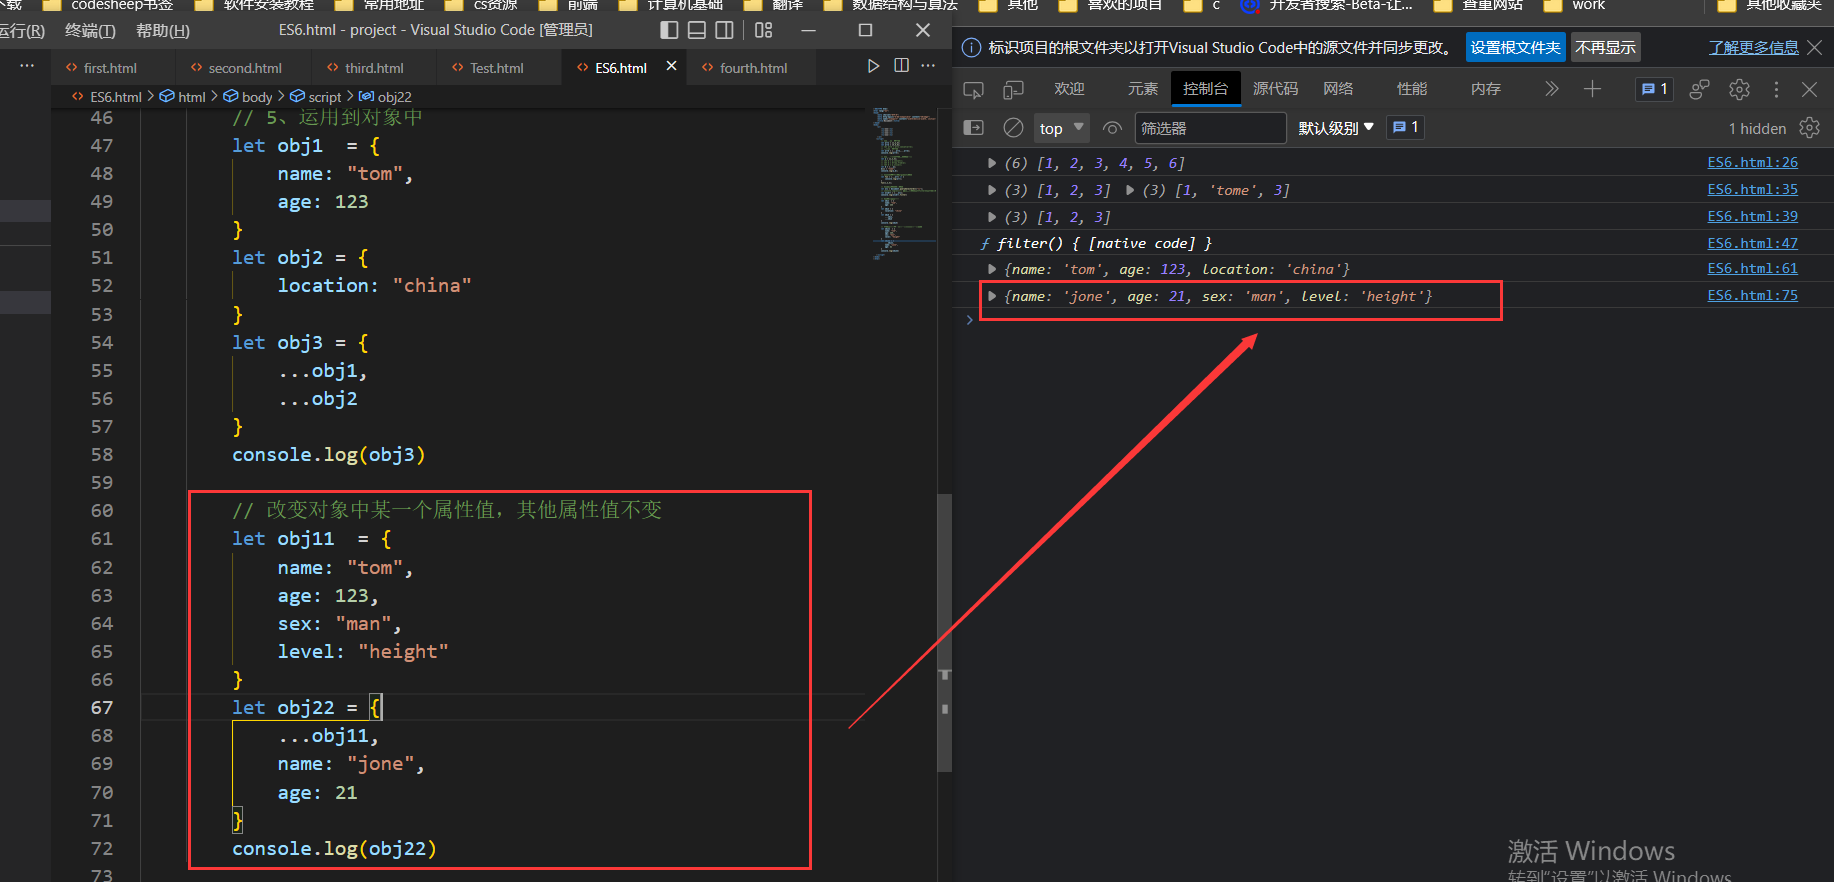 下载 codesheep书签 软件安装教程 常用地址 cs资源 前端 计算机基础 翻译 数据结构与算法 其他 喜欢的项目 c 开发者搜索-Beta-让... 查重网站 work 其他收藏夹
运行(R) 终端(T) 帮助(H) ES6.html - project - Visual Studio Code [管理员]
first.html second.html third.html Test.html ES6.html fourth.html
ES6.html > html > body > script > obj22
46 // 5、运用到对象中
47 let obj1 = {
48 name: "tom",
49 age: 123
50 }
51 let obj2 = {
52 location: "china"
53 }
54 let obj3 = {
55 ...obj1,
56 ...obj2
57 }
58 console.log(obj3)
59
60 // 改变对象中某一个属性值，其他属性值不变
61 let obj11 = {
62 name: "tom",
63 age: 123,
64 sex: "man",
65 level: "height"
66 }
67 let obj22 = {
68 ...obj11,
69 name: "jone",
70 age: 21
71 }
72 console.log(obj22)
73
标识项目的根文件夹以打开Visual Studio Code中的源文件并同步更改。 设置根文件夹 不再显示 了解更多信息
欢迎 元素 控制台 源代码 网络 性能 内存 1
top 筛选器 默认级别 1 1 hidden
(6) [1, 2, 3, 4, 5, 6] ES6.html:26
(3) [1, 2, 3] (3) [1, 'tome', 3] ES6.html:35
(3) [1, 2, 3] ES6.html:39
ƒ filter() { [native code] } ES6.html:47
{name: 'tom', age: 123, location: 'china'} ES6.html:61
{name: 'jone', age: 21, sex: 'man', level: 'height'} ES6.html:75
激活 Windows
转到"设置"以激活 Windows